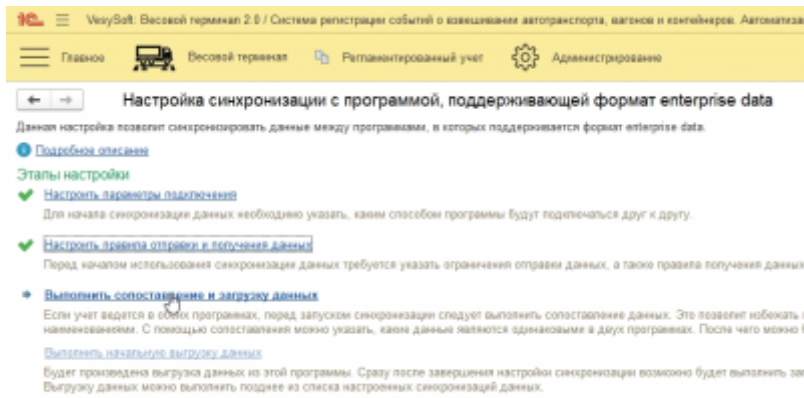 1С VesySoft: Весовой терминал 2.0 / Система регистрации событий о взвешивании автотранспорта, вагонов и контейнеров. Автоматиза
Главное Весовой терминал Регламентированный учет Администрирование
Настройка синхронизации с программой, поддерживающей формат enterprise data
Данная настройка позволит синхронизировать данные между программами, в которых поддерживается формат enterprise data.
Подробное описание
Этапы настройки
Настроить параметры подключения
Для начала синхронизации данных необходимо указать, каким способом программы будут подключаться друг к другу.
Настроить правила отправки и получения данных
Перед началом использования синхронизации данных требуется указать ограничения отправки данных, а также правила получения данных
Выполнить сопоставление и загрузку данных
Если учет ведется в обеих программах, перед запуском синхронизации следует выполнить сопоставление данных. Это позволит избежать
наименованиями. С помощью сопоставления можно указать, какие данные являются одинаковыми в двух программах. После чего можно
Выполнить начальную выгрузку данных
Будет произведена выгрузка данных из этой программы. Сразу после завершения настройки синхронизации возможно будет выполнить
Выгрузку данных можно выполнить позднее из списка настроенных синхронизаций данных.